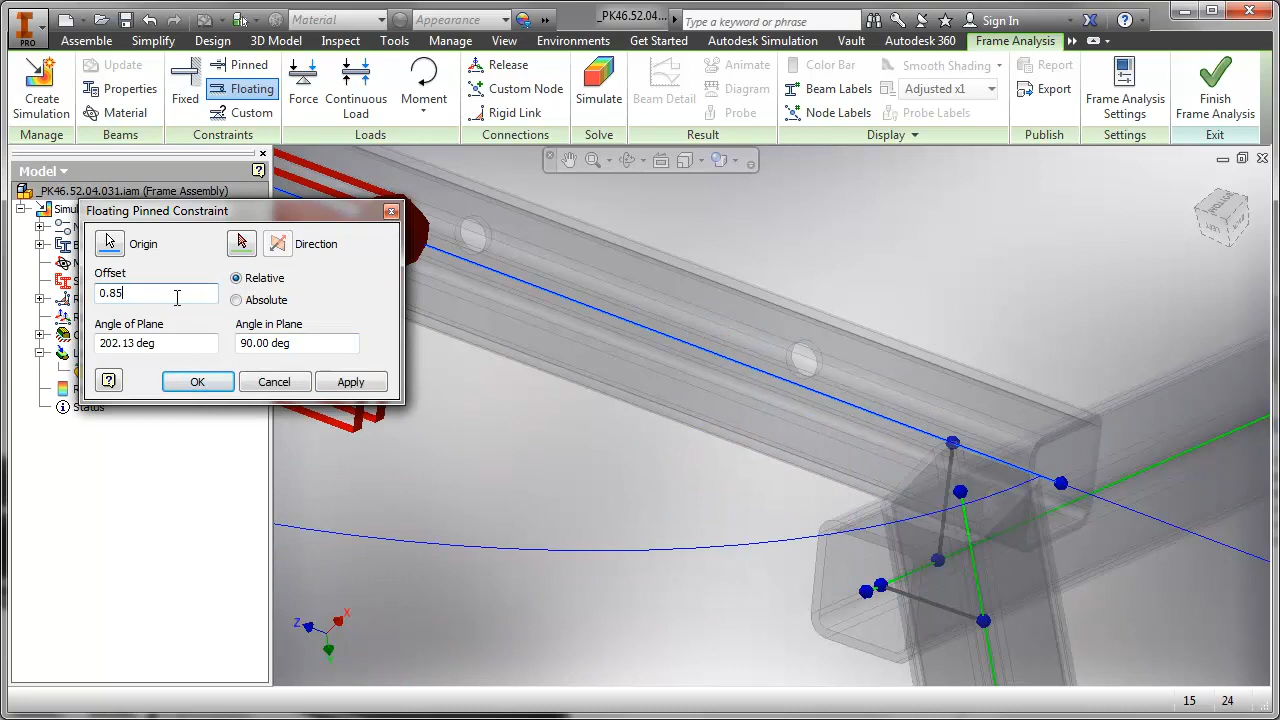 Material
Appearance
_PK46.52.04...
Type a keyword or phrase
Sign In
PRO
Assemble
Simplify
Design
3D Model
Inspect
Tools
Manage
View
Environments
Get Started
Autodesk Simulation
Vault
Autodesk 360
Frame Analysis
Create
Simulation
Manage
Update
Properties
Material
Beams
Fixed
Pinned
Floating
Custom
Constraints
Force
Continuous
Load
Moment
Loads
Release
Custom Node
Rigid Link
Connections
Simulate
Solve
Beam Detail
Animate
Diagram
Probe
Result
Color Bar
Beam Labels
Node Labels
Smooth Shading
Adjusted x1
Probe Labels
Display
Report
Export
Publish
Frame Analysis
Settings
Settings
Finish
Frame Analysis
Exit
Model
_PK46.52.04.031.iam (Frame Assembly)
Simul
Status
Floating Pinned Constraint
Origin
Direction
Offset
0.85
Relative
Absolute
Angle of Plane
202.13 deg
Angle in Plane
90.00 deg
OK
Cancel
Apply
X
Z
15
24